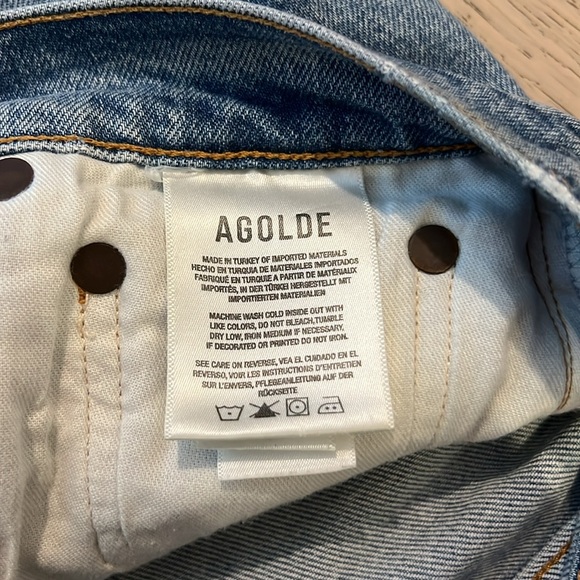 AGOLDE
MADE IN TURKEY OF IMPORTED MATERIALS
HECHO EN TURQUIA DE MATERIALES IMPORTADOS
FABRIQUÉ EN TURQUIE A PARTIR DE MATÉRIAUX
IMPORTÉS, IN DER TÜRKEI HERGESTELLT MIT
IMPORTIERTEN MATERIALIEN
MACHINE WASH COLD INSIDE OUT WITH
LIKE COLORS, DO NOT BLEACH,TUMBLE
DRY LOW, IRON MEDIUM IF NECESSARY.
IF DECORATED OR PRINTED DO NOT IRON.
SEE CARE ON REVERSE, VEA EL CUIDADO EN EL
REVERSO, VOIR LES INSTRUCTIONS D'ENTRETIEN
SUR L'ENVERS, PFLEGEANLEITUNG AUF DER
RÜCKSEITE